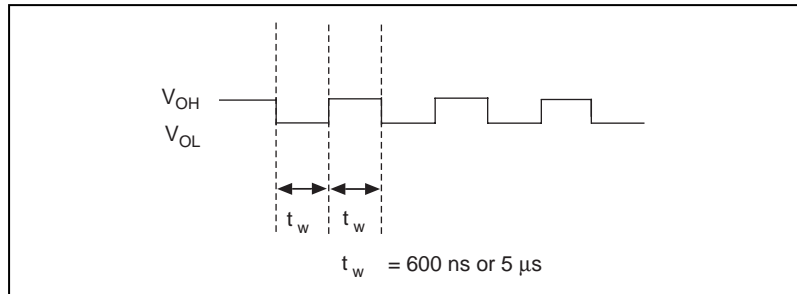 V_OH
V_OL
t_w t_w
t_w = 600 ns or 5 μs